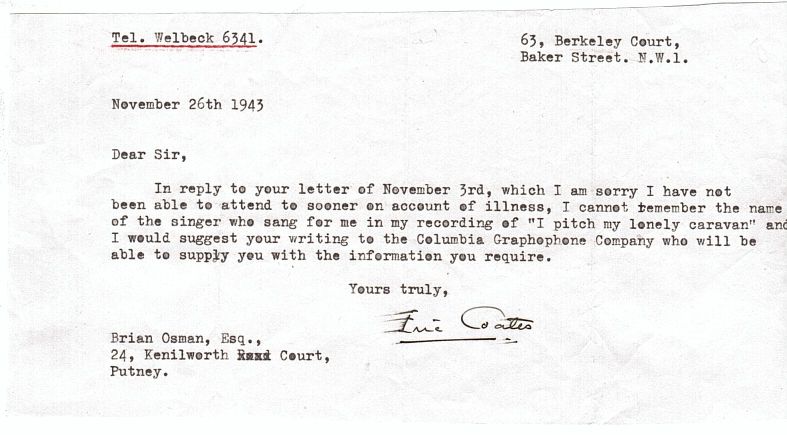 Tel. Welbeck 6341.
63, Berkeley Court,
Baker Street. N.W.1.
November 26th 1943
Dear Sir,
In reply to your letter of November 3rd, which I am sorry I have not
been able to attend to sooner on account of illness, I cannot remember the name
of the singer who sang for me in my recording of "I pitch my lonely caravan" and
I would suggest your writing to the Columbia Graphophone Company who will be
able to supply you with the information you require.
Yours truly,
Eric Coates
Brian Osman, Esq.,
24, Kenilworth Court,
Putney.